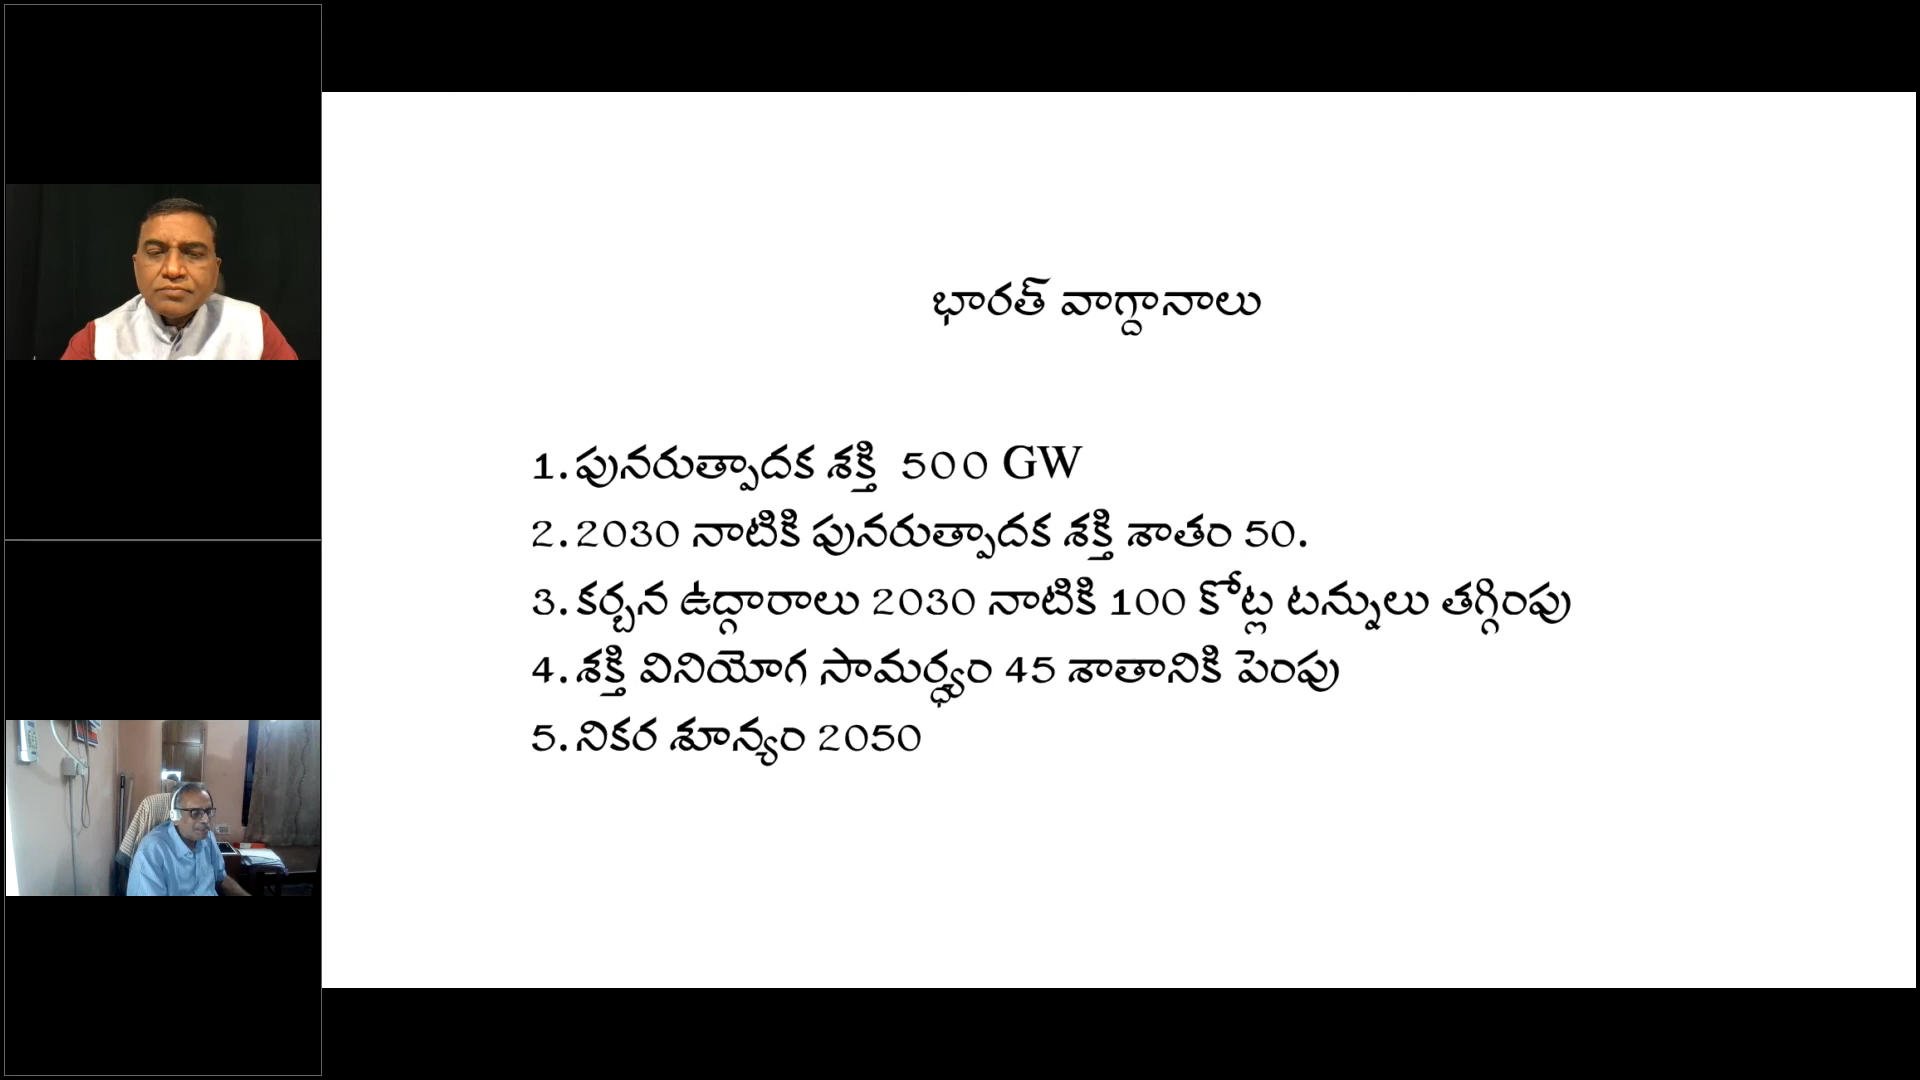 భారత్ వాగ్దానాలు
1. పునరుత్పాదక శక్తి 500 GW
2. 2030 నాటికి పునరుత్పాదక శక్తి శాతం 50.
3. కర్బన ఉద్గారాలు 2030 నాటికి 100 కోట్ల టన్నులు తగ్గింపు
4. శక్తి వినియోగ సామర్ధ్యం 45 శాతానికి పెంపు
5. నికర శూన్యం 2050